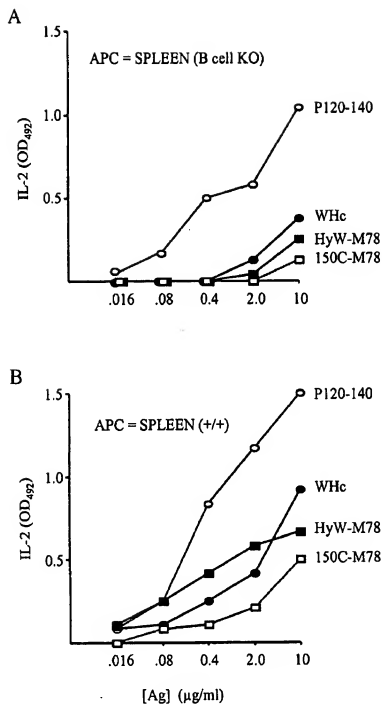 A
APC = SPLEEN (B cell KO)
IL-2 (OD492)
1.5
1.0
0.5
P120-140
WHc
HyW-M78
150C-M78
.016 .08 0.4 2.0 10
B
APC = SPLEEN (+/+)
IL-2 (OD492)
1.5
1.0
0.5
P120-140
WHc
HyW-M78
150C-M78
.016 .08 0.4 2.0 10
[Ag] (µg/ml)